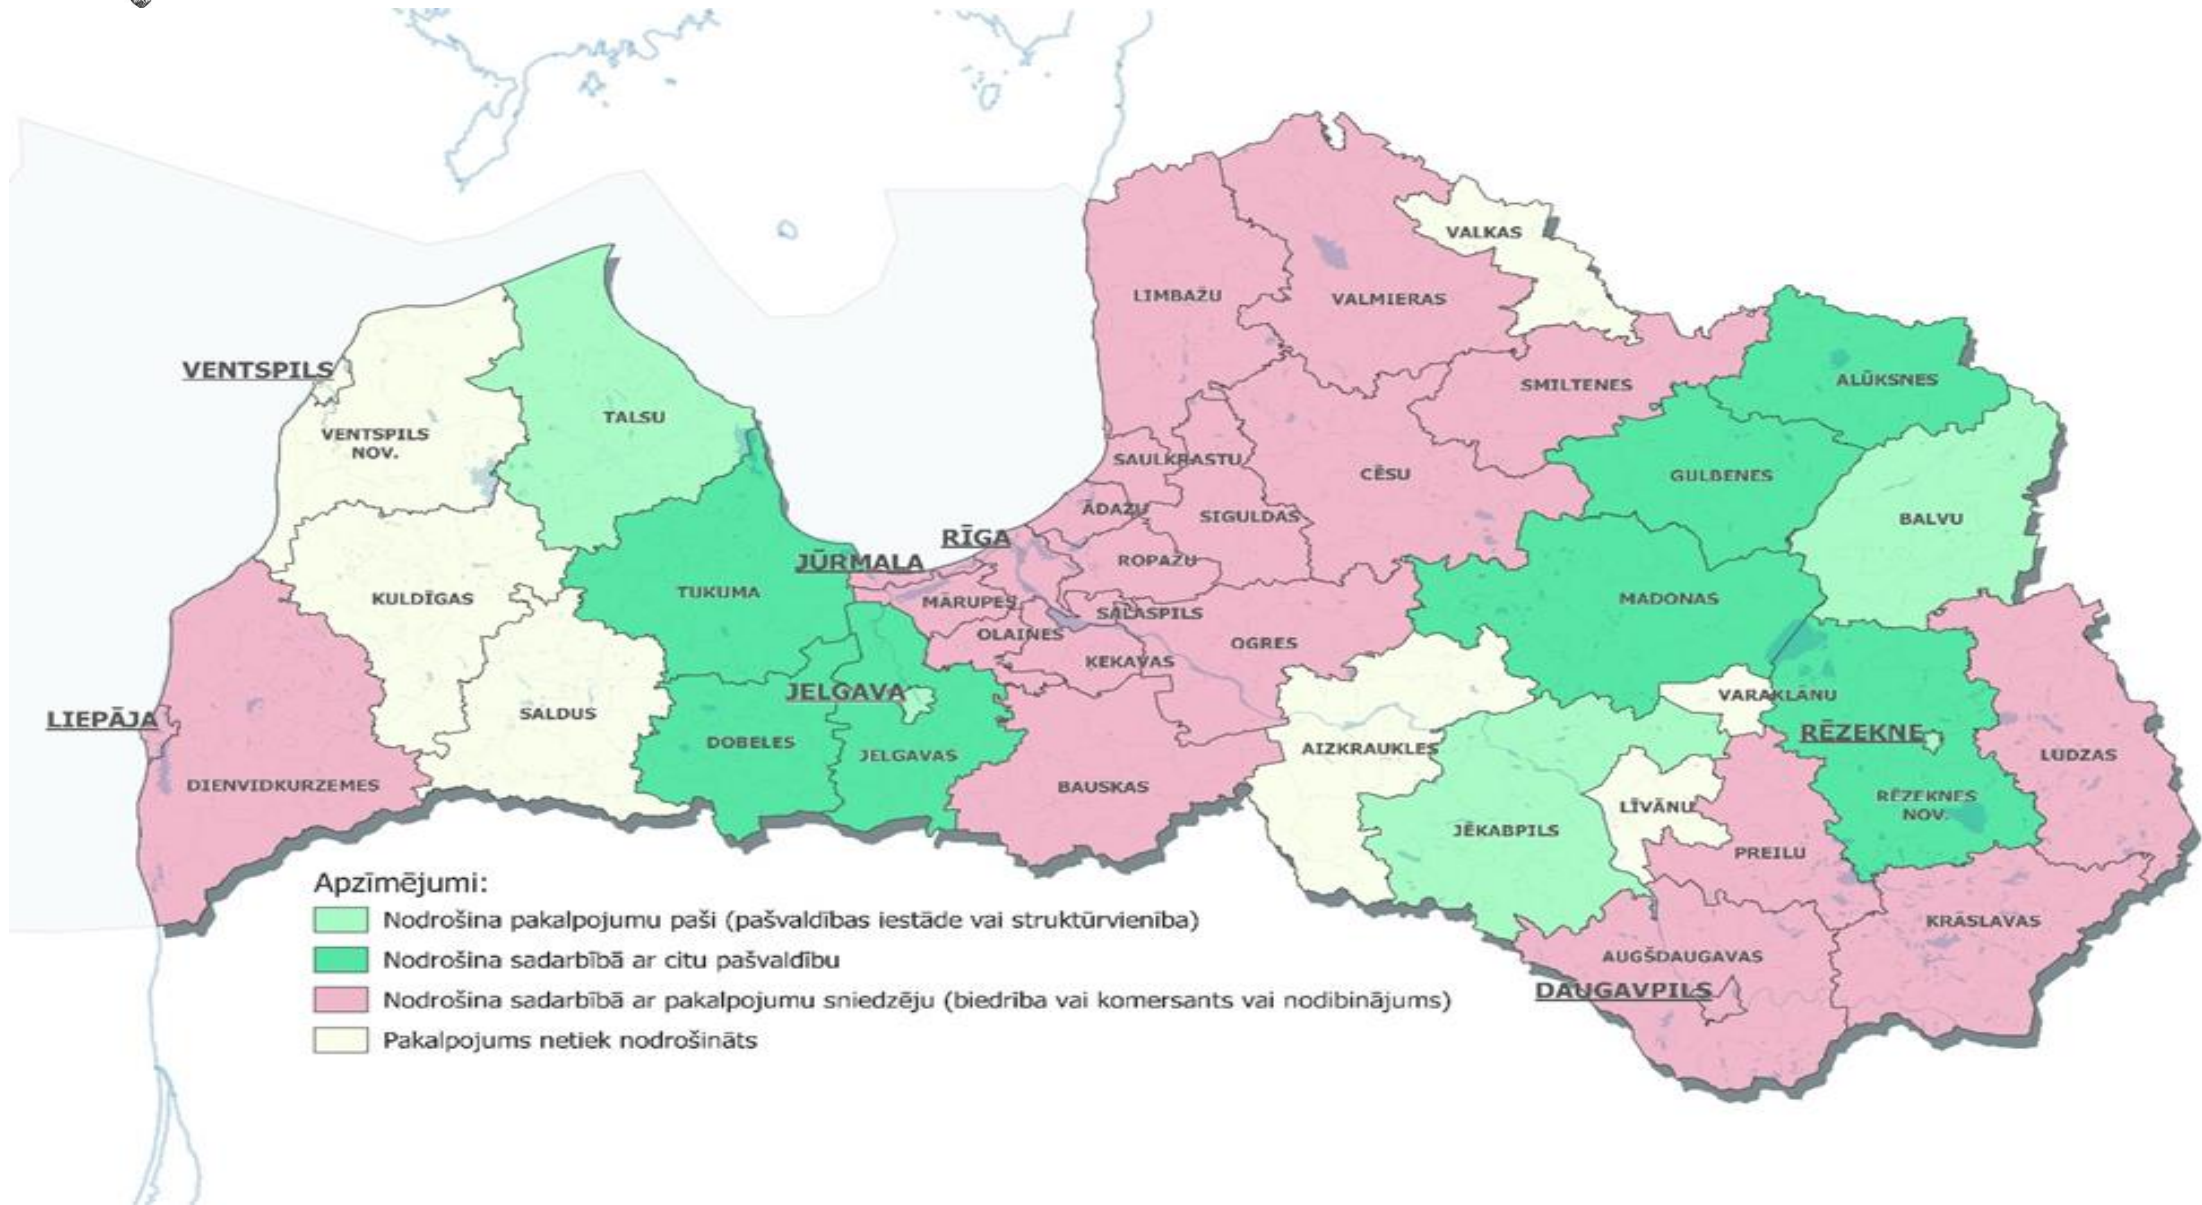 VALKAS
LIMBAŽU
VALMIERAS
VENTSPILS
SMILTENES
ALŪKSNES
TALSU
VENTSPILS
NOV.
SAULKRASTU
CĒSU
GULBENES
ĀDAŽU
SIGULDAS
BALVU
RĪGA
JŪRMALA
ROPAŽU
KULDĪGAS
TUKUMA
MĀRUPES
SALASPILS
MADONAS
OLAINES
OGRES
ĶEKAVAS
JELGAVA
VARAKLĀNU
LIEPĀJA
SALDUS
RĒZEKNE
DOBELES
JELGAVAS
AIZKRAUKLES
LUDZAS
DIENVIDKURZEMES
BAUSKAS
RĒZEKNES
NOV.
LĪVĀNU
JĒKABPILS
PREIĻU
KRĀSLAVAS
AUGŠDAUGAVAS
DAUGAVPILS
Apzīmējumi:
Nodrošina pakalpojumu paši (pašvaldības iestāde vai struktūrvienība)
Nodrošina sadarbībā ar citu pašvaldību
Nodrošina sadarbībā ar pakalpojumu sniedzēju (biedrība vai komersants vai nodibinājums)
Pakalpojums netiek nodrošināts